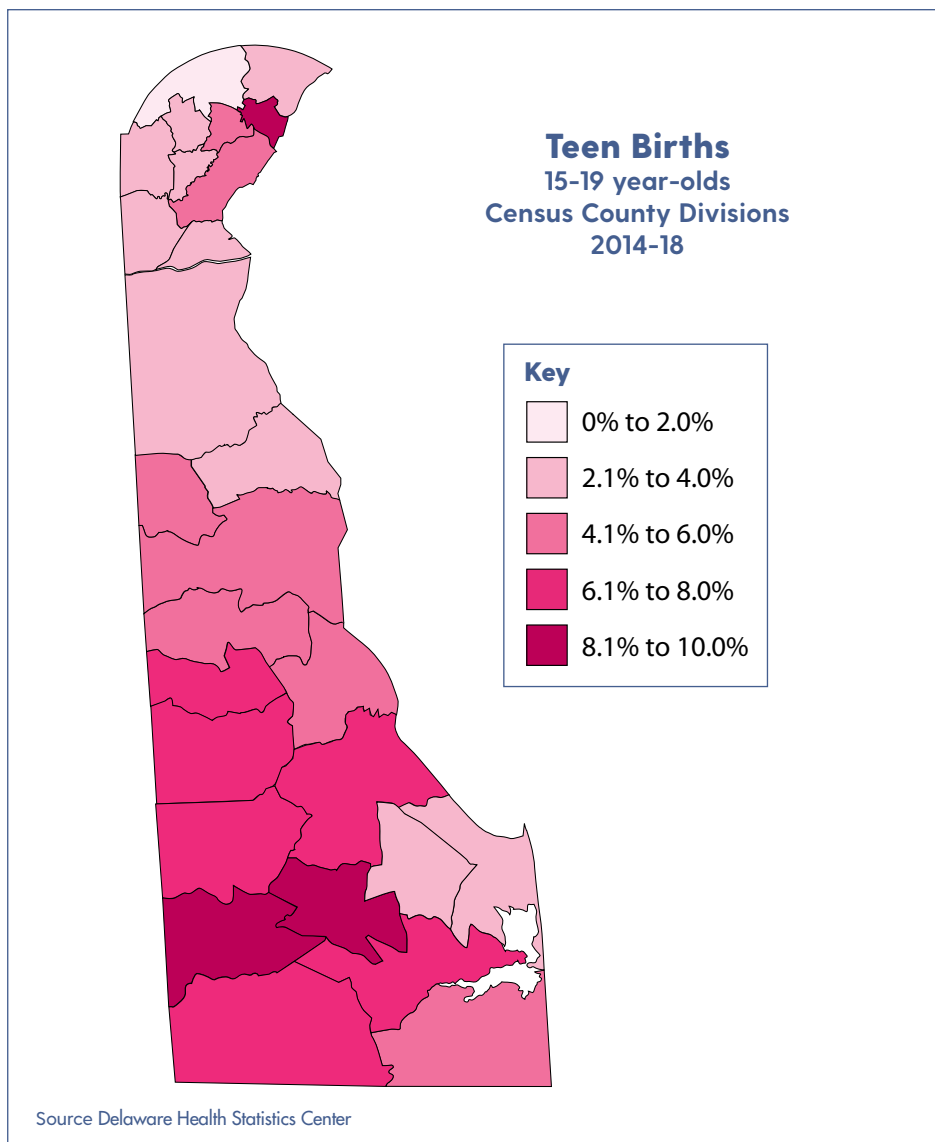 Teen Births
15-19 year-olds
Census County Divisions
2014-18
Key
0% to 2.0%
2.1% to 4.0%
4.1% to 6.0%
6.1% to 8.0%
8.1% to 10.0%
Source Delaware Health Statistics Center